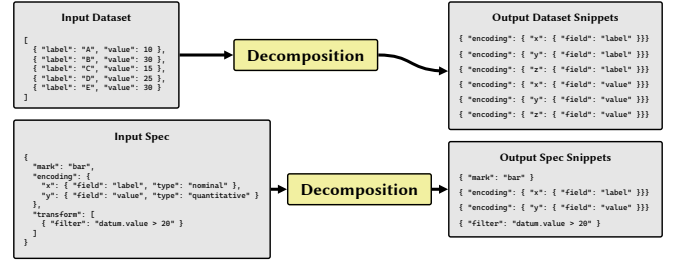 Input Dataset
[
{ "label": "A", "value": 10 },
{ "label": "B", "value": 30 },
{ "label": "C", "value": 15 },
{ "label": "D", "value": 25 },
{ "label": "E", "value": 30 }
]
Decomposition
Output Dataset Snippets
{ "encoding": { "x": { "field": "label" }}}
{ "encoding": { "y": { "field": "label" }}}
{ "encoding": { "z": { "field": "label" }}}
{ "encoding": { "x": { "field": "value" }}}
{ "encoding": { "y": { "field": "value" }}}
{ "encoding": { "z": { "field": "value" }}}
Input Spec
{
"mark": "bar",
"encoding": {
"x": { "field": "label", "type": "nominal" },
"y": { "field": "value", "type": "quantitative" }
},
"transform": [
{ "filter": "datum.value > 20" }
]
}
Decomposition
Output Spec Snippets
{ "mark": "bar" }
{ "encoding": { "x": { "field": "label" }}}
{ "encoding": { "y": { "field": "value" }}}
{ "filter": "datum.value > 20" }